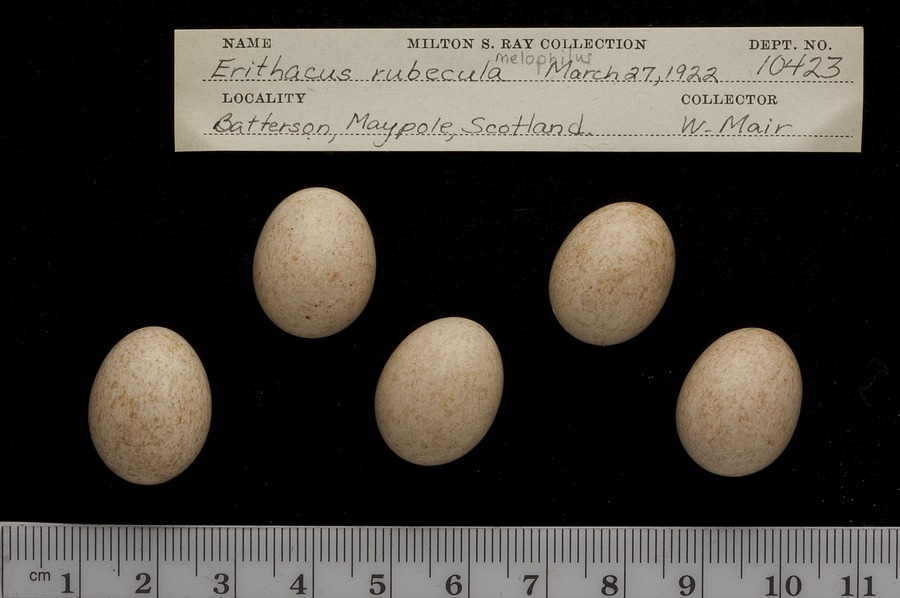 NAME MILTON S. RAY COLLECTION DEPT. NO.
melophilus
Erithacus rubecula March 27, 1922 10423
LOCALITY COLLECTOR
Batterson, Maypole, Scotland. W. Mair
cm 1 2 3 4 5 6 7 8 9 10 11